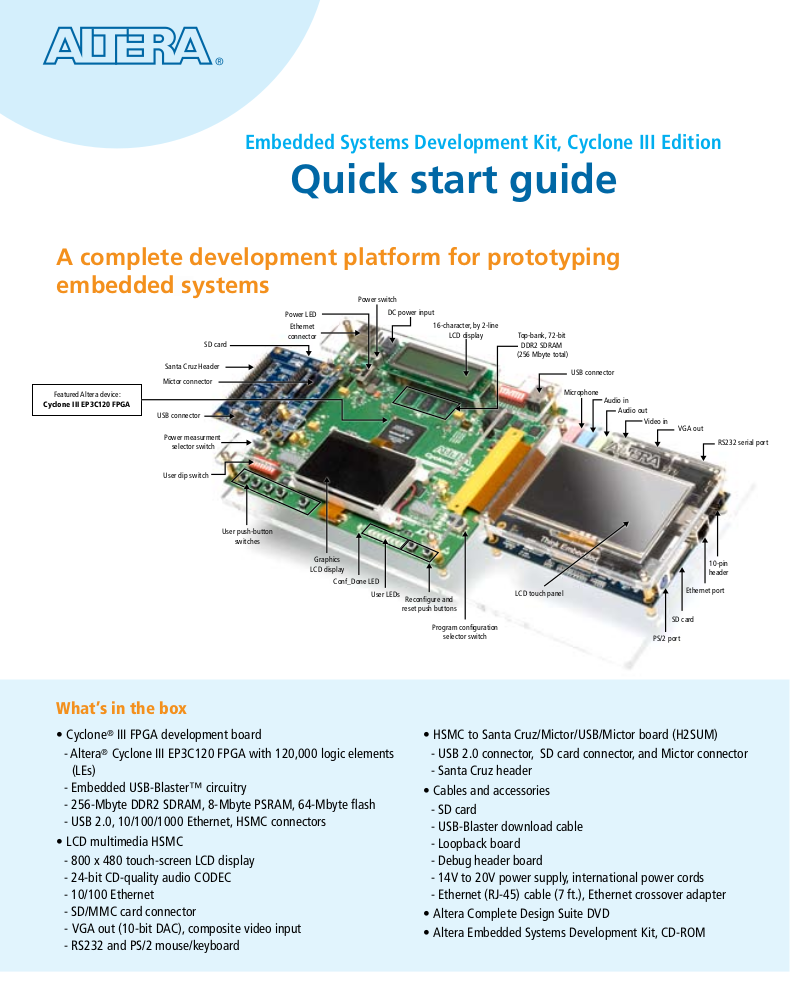 ALTERA®
Embedded Systems Development Kit, Cyclone III Edition
Quick start guide
A complete development platform for prototyping
embedded systems
Power switch
Power LED
DC power input
Ethernet
connector
16-character, by 2-line
LCD display
Top-bank, 72-bit
DDR2 SDRAM
(256 Mbyte total)
SD card
Santa Cruz Header
Mictor connector
USB connector
Microphone
Audio in
Audio out
Video in
VGA out
RS232 serial port
Featured Altera device:
Cyclone III EP3C120 FPGA
USB connector
Power measurment
selector switch
User dip switch
ALTERA
ALTERA
Think Embedded
User push-button
switches
Graphics
LCD display
Conf_Done LED
User LEDs
Reconfigure and
reset push buttons
Program configuration
selector switch
LCD touch panel
10-pin
header
Ethernet port
SD card
PS/2 port
What's in the box
• Cyclone® III FPGA development board
- Altera® Cyclone III EP3C120 FPGA with 120,000 logic elements
(LEs)
- Embedded USB-Blaster™ circuitry
- 256-Mbyte DDR2 SDRAM, 8-Mbyte PSRAM, 64-Mbyte flash
- USB 2.0, 10/100/1000 Ethernet, HSMC connectors
• LCD multimedia HSMC
- 800 x 480 touch-screen LCD display
- 24-bit CD-quality audio CODEC
- 10/100 Ethernet
- SD/MMC card connector
- VGA out (10-bit DAC), composite video input
- RS232 and PS/2 mouse/keyboard
• HSMC to Santa Cruz/Mictor/USB/Mictor board (H2SUM)
- USB 2.0 connector, SD card connector, and Mictor connector
- Santa Cruz header
• Cables and accessories
- SD card
- USB-Blaster download cable
- Loopback board
- Debug header board
- 14V to 20V power supply, international power cords
- Ethernet (RJ-45) cable (7 ft.), Ethernet crossover adapter
• Altera Complete Design Suite DVD
• Altera Embedded Systems Development Kit, CD-ROM